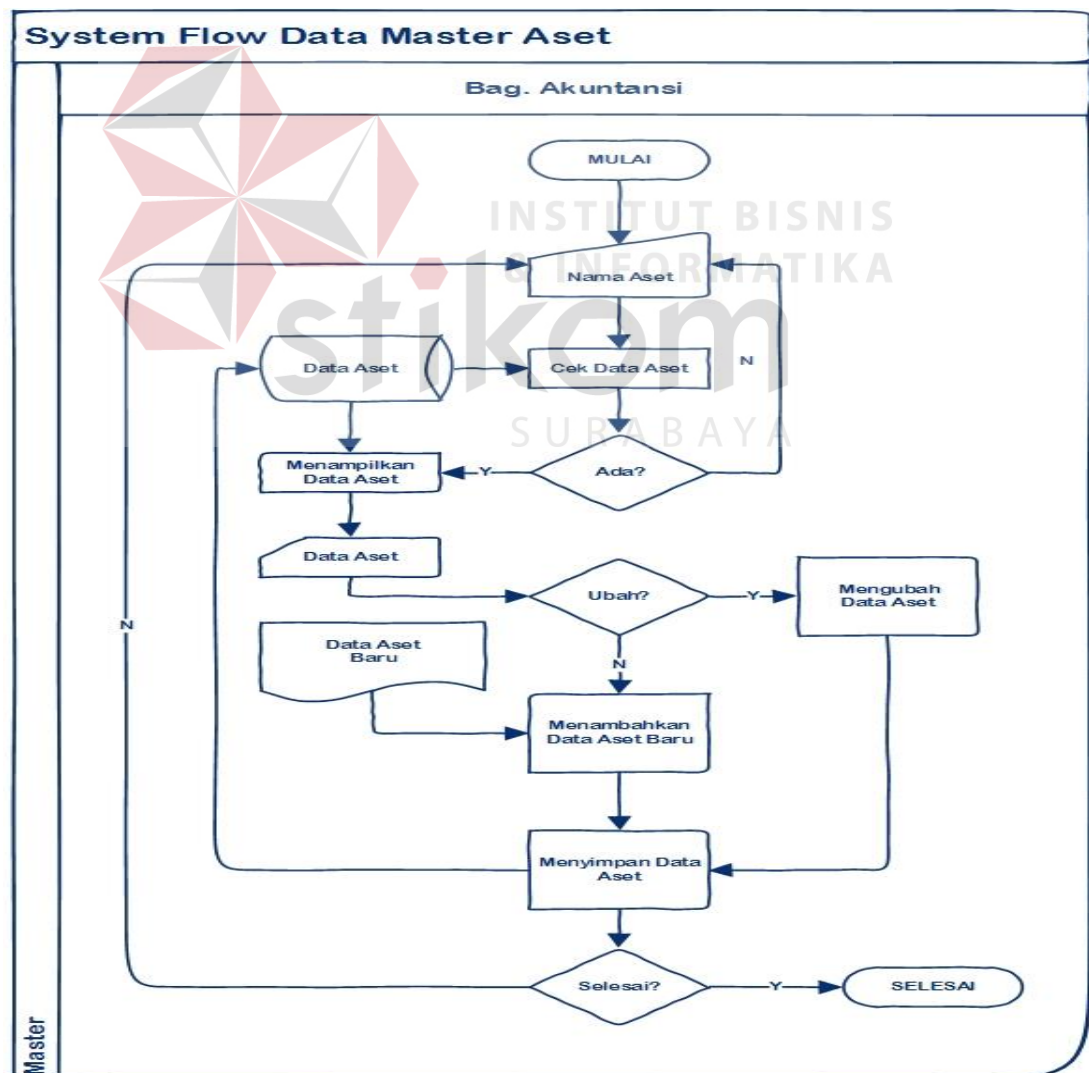 System Flow Data Master Aset
Bag. Akuntansi
MULAI
INSTITUT BISNIS
& INFORMATIKA
Nama Aset
stikom
SURABAYA
Data Aset
Cek Data Aset
N
Menampilkan
Data Aset
Y
Ada?
Data Aset
Ubah?
Y
Mengubah
Data Aset
N
Data Aset
Baru
N
Menambahkan
Data Aset Baru
Menyimpan Data
Aset
Selesai?
Y
SELESAI
Master